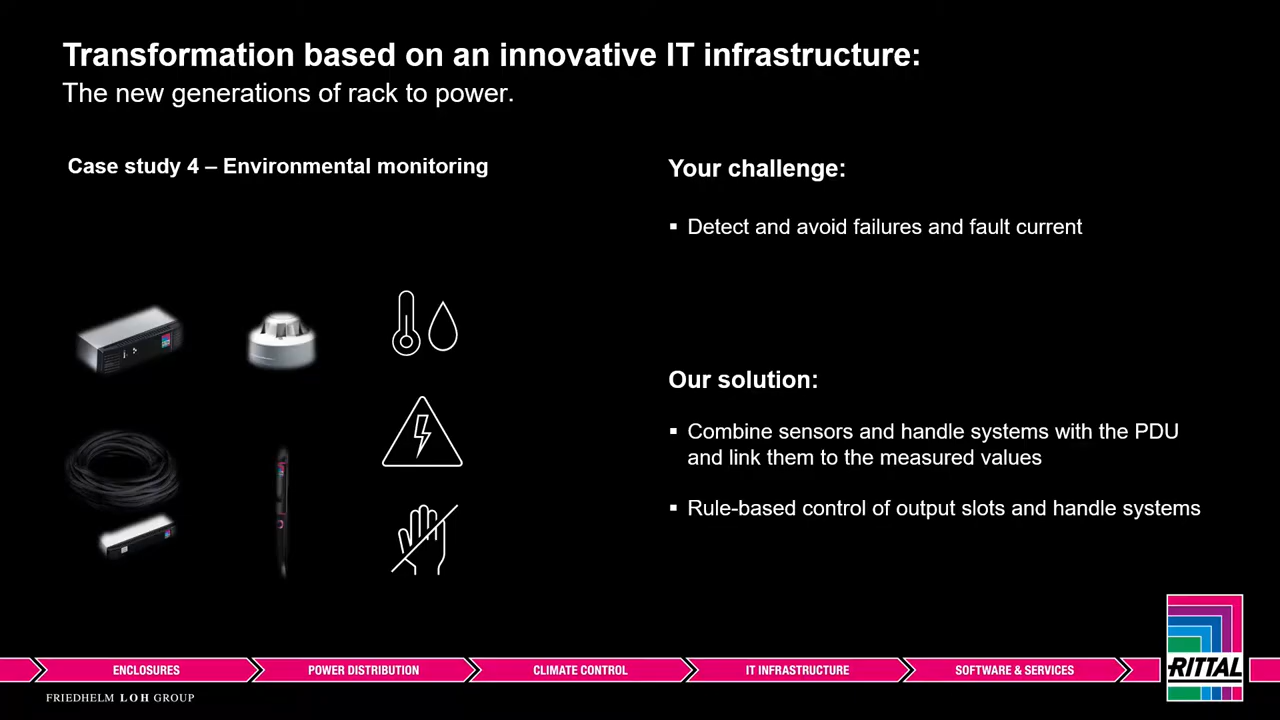 Transformation based on an innovative IT infrastructure:
The new generations of rack to power.
Case study 4 – Environmental monitoring
Your challenge:
▪ Detect and avoid failures and fault current
Our solution:
▪ Combine sensors and handle systems with the PDU
and link them to the measured values
▪ Rule-based control of output slots and handle systems
ENCLOSURES
POWER DISTRIBUTION
CLIMATE CONTROL
IT INFRASTRUCTURE
SOFTWARE & SERVICES
RITTAL
FRIEDHELM LOH GROUP